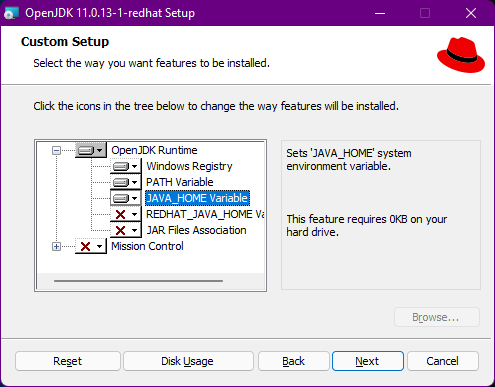 OpenJDK 11.0.13-1-redhat Setup
Custom Setup
Select the way you want features to be installed.
Click the icons in the tree below to change the way features will be installed.
OpenJDK Runtime
Windows Registry
PATH Variable
JAVA_HOME Variable
REDHAT_JAVA_HOME Va
JAR Files Association
Mission Control
Sets 'JAVA_HOME' system
environment variable.
This feature requires 0KB on your
hard drive.
Browse...
Reset
Disk Usage
Back
Next
Cancel